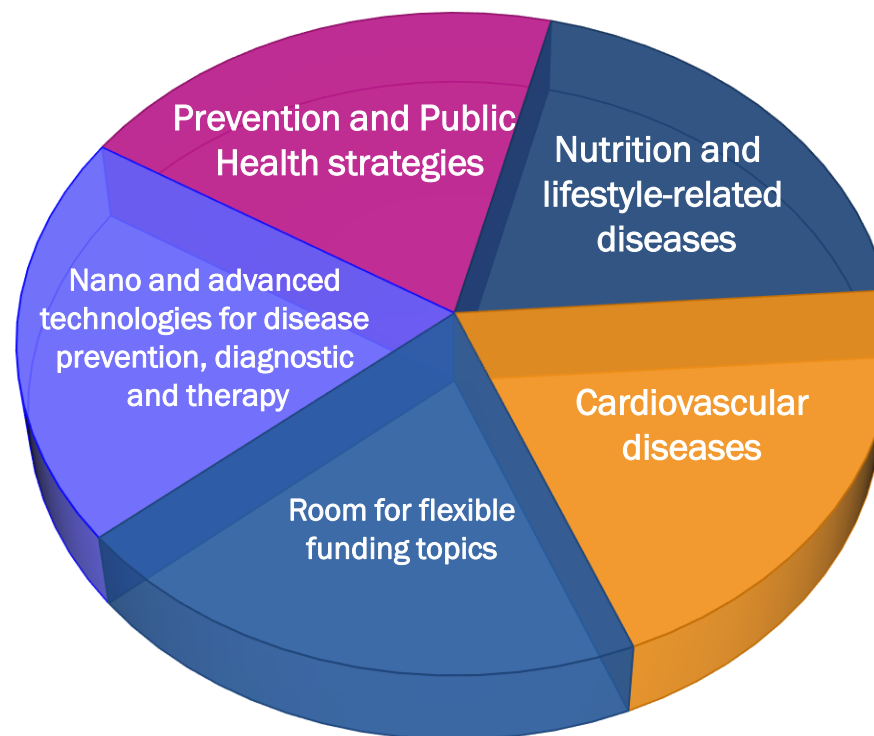 Prevention and Public
Health strategies
Nutrition and
lifestyle-related
diseases
Nano and advanced
technologies for disease
prevention, diagnostic
and therapy
Cardiovascular
diseases
Room for flexible
funding topics